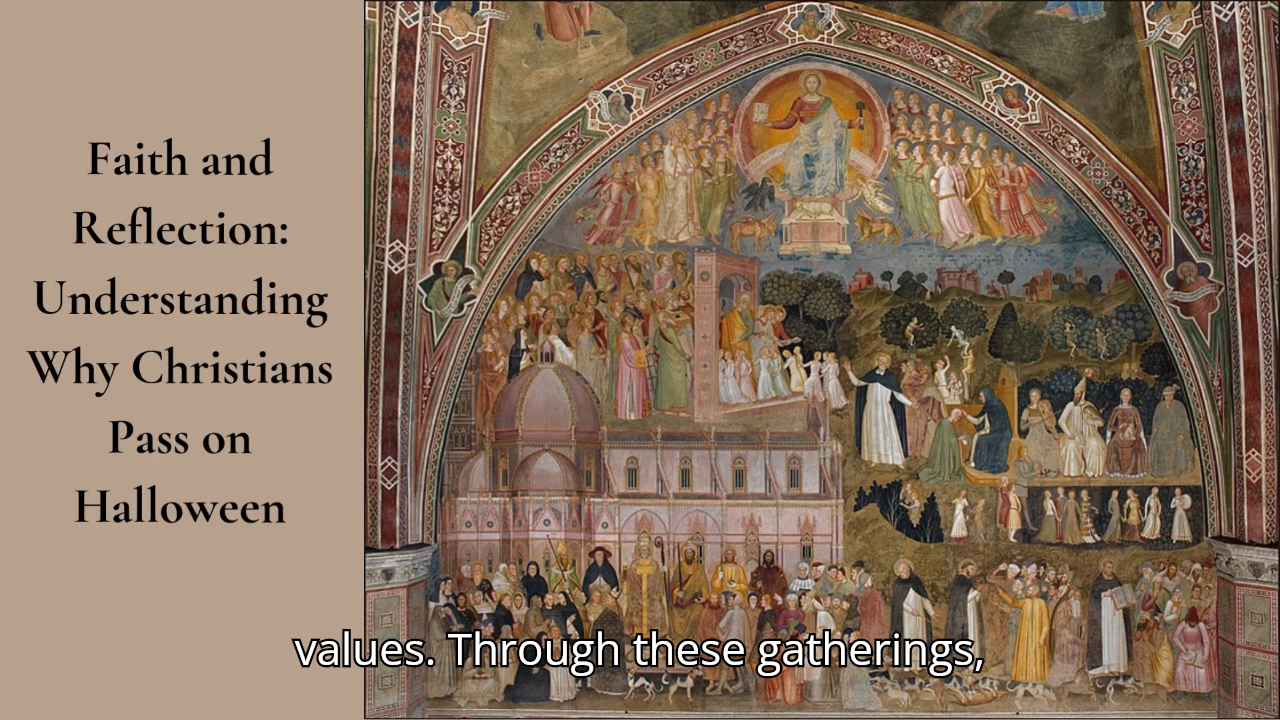 Faith and
Reflection:
Understanding
Why Christians
Pass on
Halloween
values. Through these gatherings,